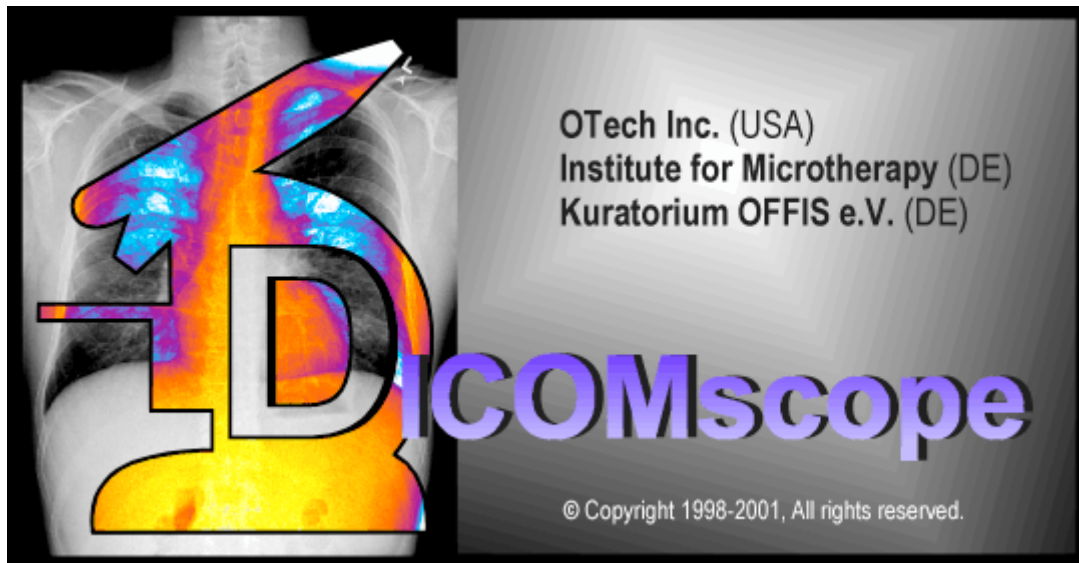 OTech Inc. (USA)
Institute for Microtherapy (DE)
Kuratorium OFFIS e.V. (DE)
DICOMscope
© Copyright 1998-2001, All rights reserved.